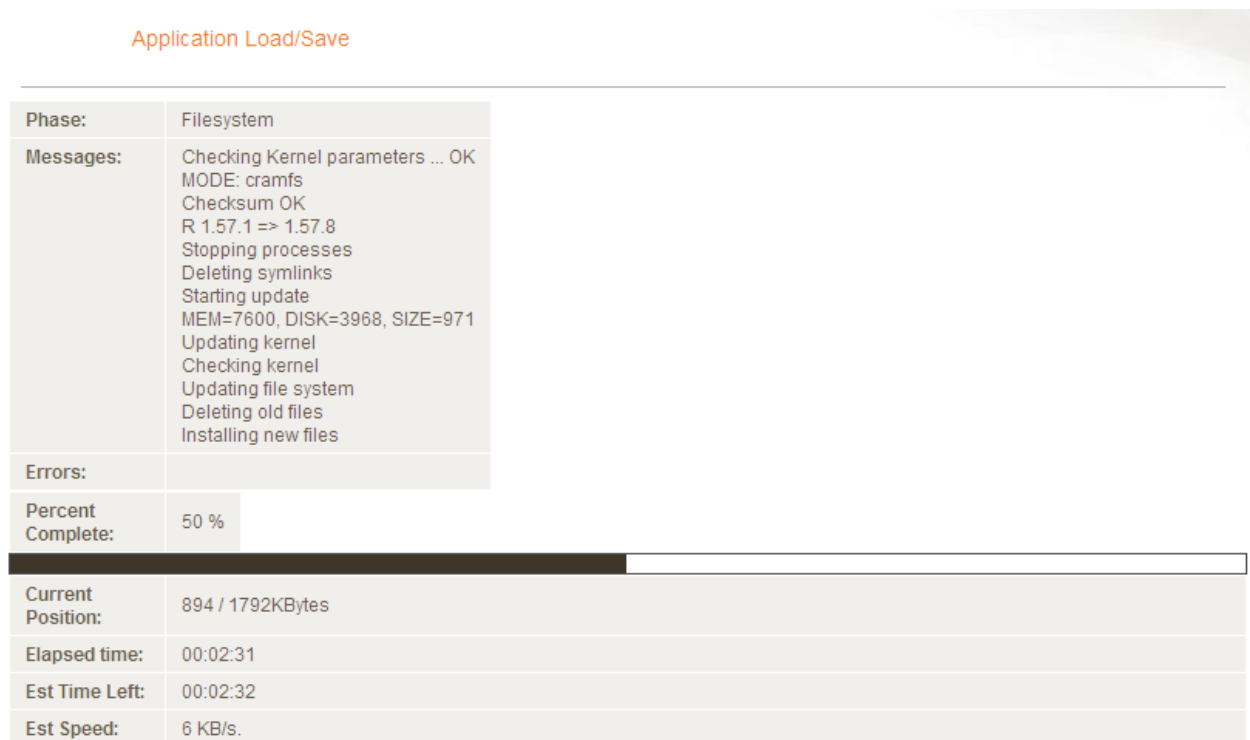 Application Load/Save
Phase: Filesystem
Messages: Checking Kernel parameters ... OK
MODE: cramfs
Checksum OK
R 1.57.1 => 1.57.8
Stopping processes
Deleting symlinks
Starting update
MEM=7600, DISK=3968, SIZE=971
Updating kernel
Checking kernel
Updating file system
Deleting old files
Installing new files
Errors:
Percent
Complete: 50 %
Current
Position: 894 / 1792KBytes
Elapsed time: 00:02:31
Est Time Left: 00:02:32
Est Speed: 6 KB/s.